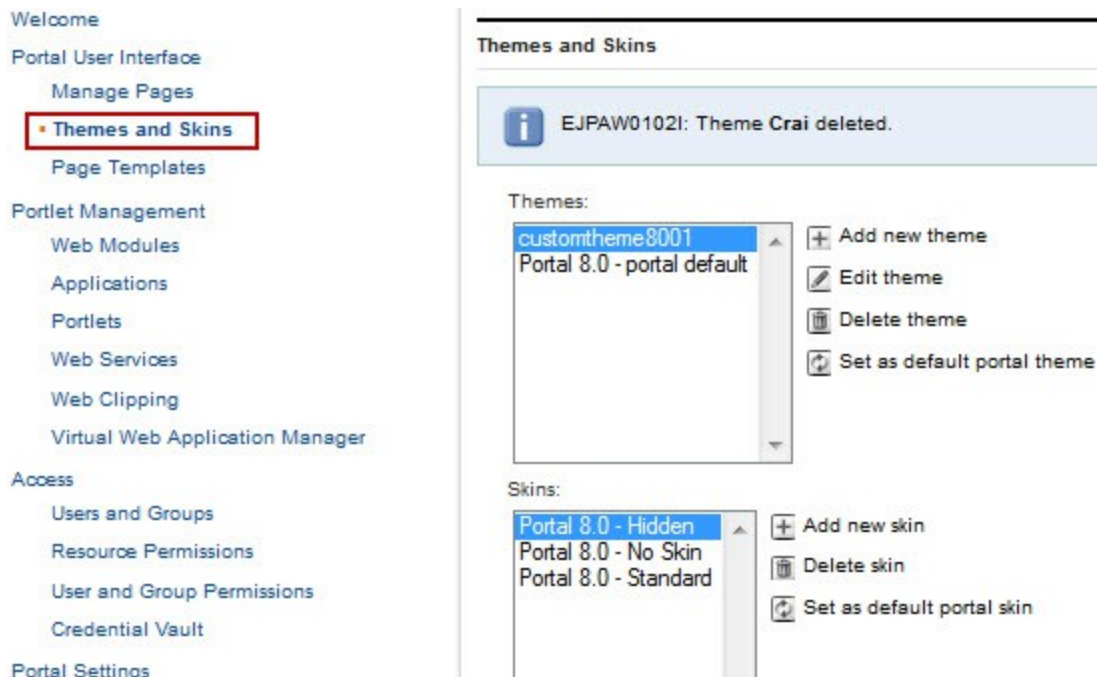 Welcome
Portal User Interface
Manage Pages
Themes and Skins
Page Templates
Portlet Management
Web Modules
Applications
Portlets
Web Services
Web Clipping
Virtual Web Application Manager
Access
Users and Groups
Resource Permissions
User and Group Permissions
Credential Vault
Portal Settings
Themes and Skins
EJPAW0102I: Theme Crai deleted.
Themes:
customtheme8001
Portal 8.0 - portal default
Add new theme
Edit theme
Delete theme
Set as default portal theme
Skins:
Portal 8.0 - Hidden
Portal 8.0 - No Skin
Portal 8.0 - Standard
Add new skin
Delete skin
Set as default portal skin